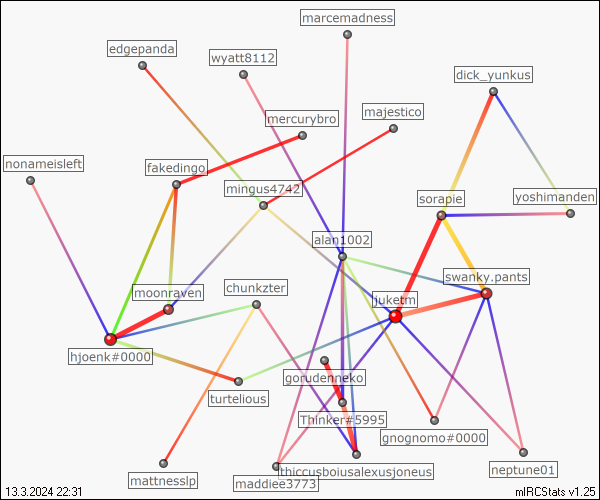 marcemadness
edgepanda
wyatt8112
dick_yunkus
mercurybro
majestico
nonameisleft
fakedingo
mingus4742
sorapie
yoshimanden
alan1002
swanky.pants
moonraven
chunkzter
juketm
hjoenk#0000
gorudenneko
turtelious
Thinker#5995
gnognomo#0000
mattnesslp
thiccusboiusalexusjoneus
neptune01
maddiee3773
13.3.2024 22:31
mIRCStats v1.25